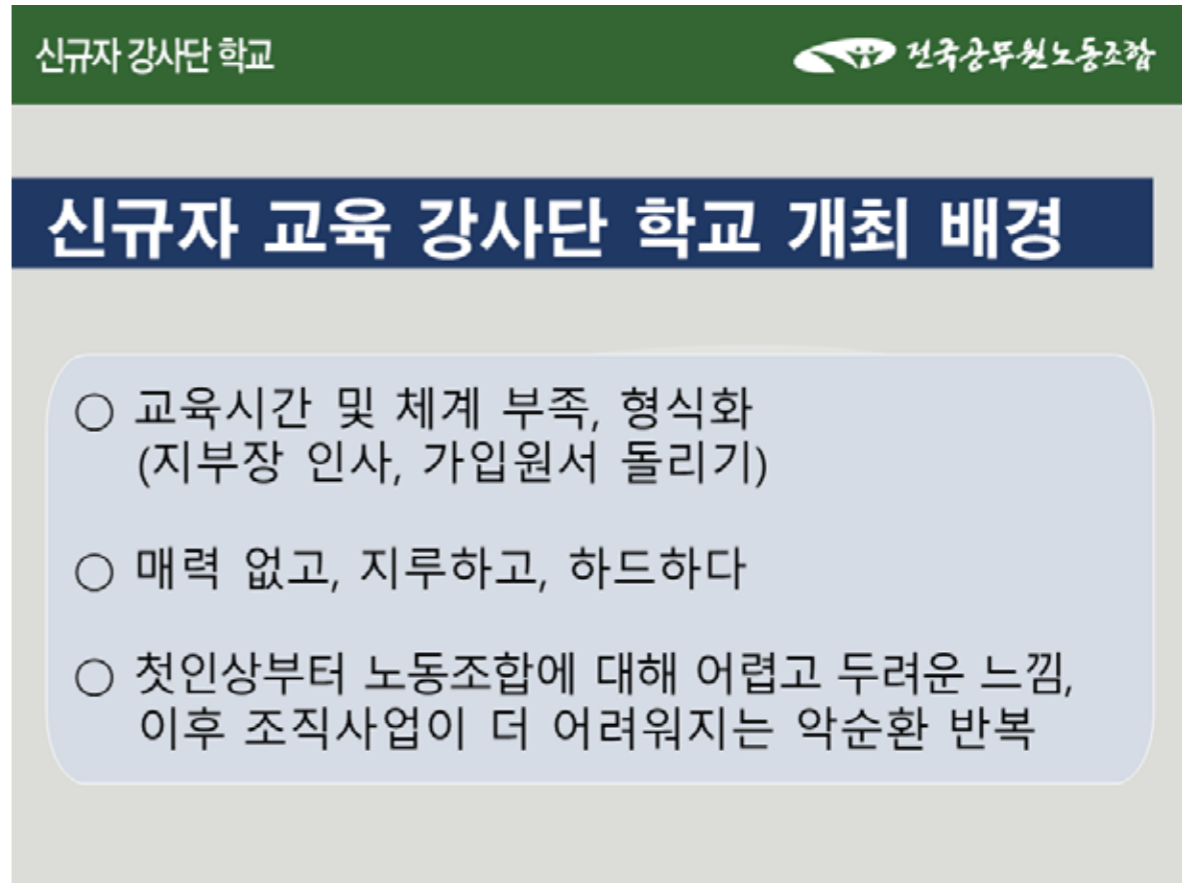 신규자 강사단 학교
전국공무원노동조합
신규자 교육 강사단 학교 개최 배경
○ 교육시간 및 체계 부족, 형식화
(지부장 인사, 가입원서 돌리기)
○ 매력 없고, 지루하고, 하드하다
○ 첫인상부터 노동조합에 대해 어렵고 두려운 느낌,
이후 조직사업이 더 어려워지는 악순환 반복